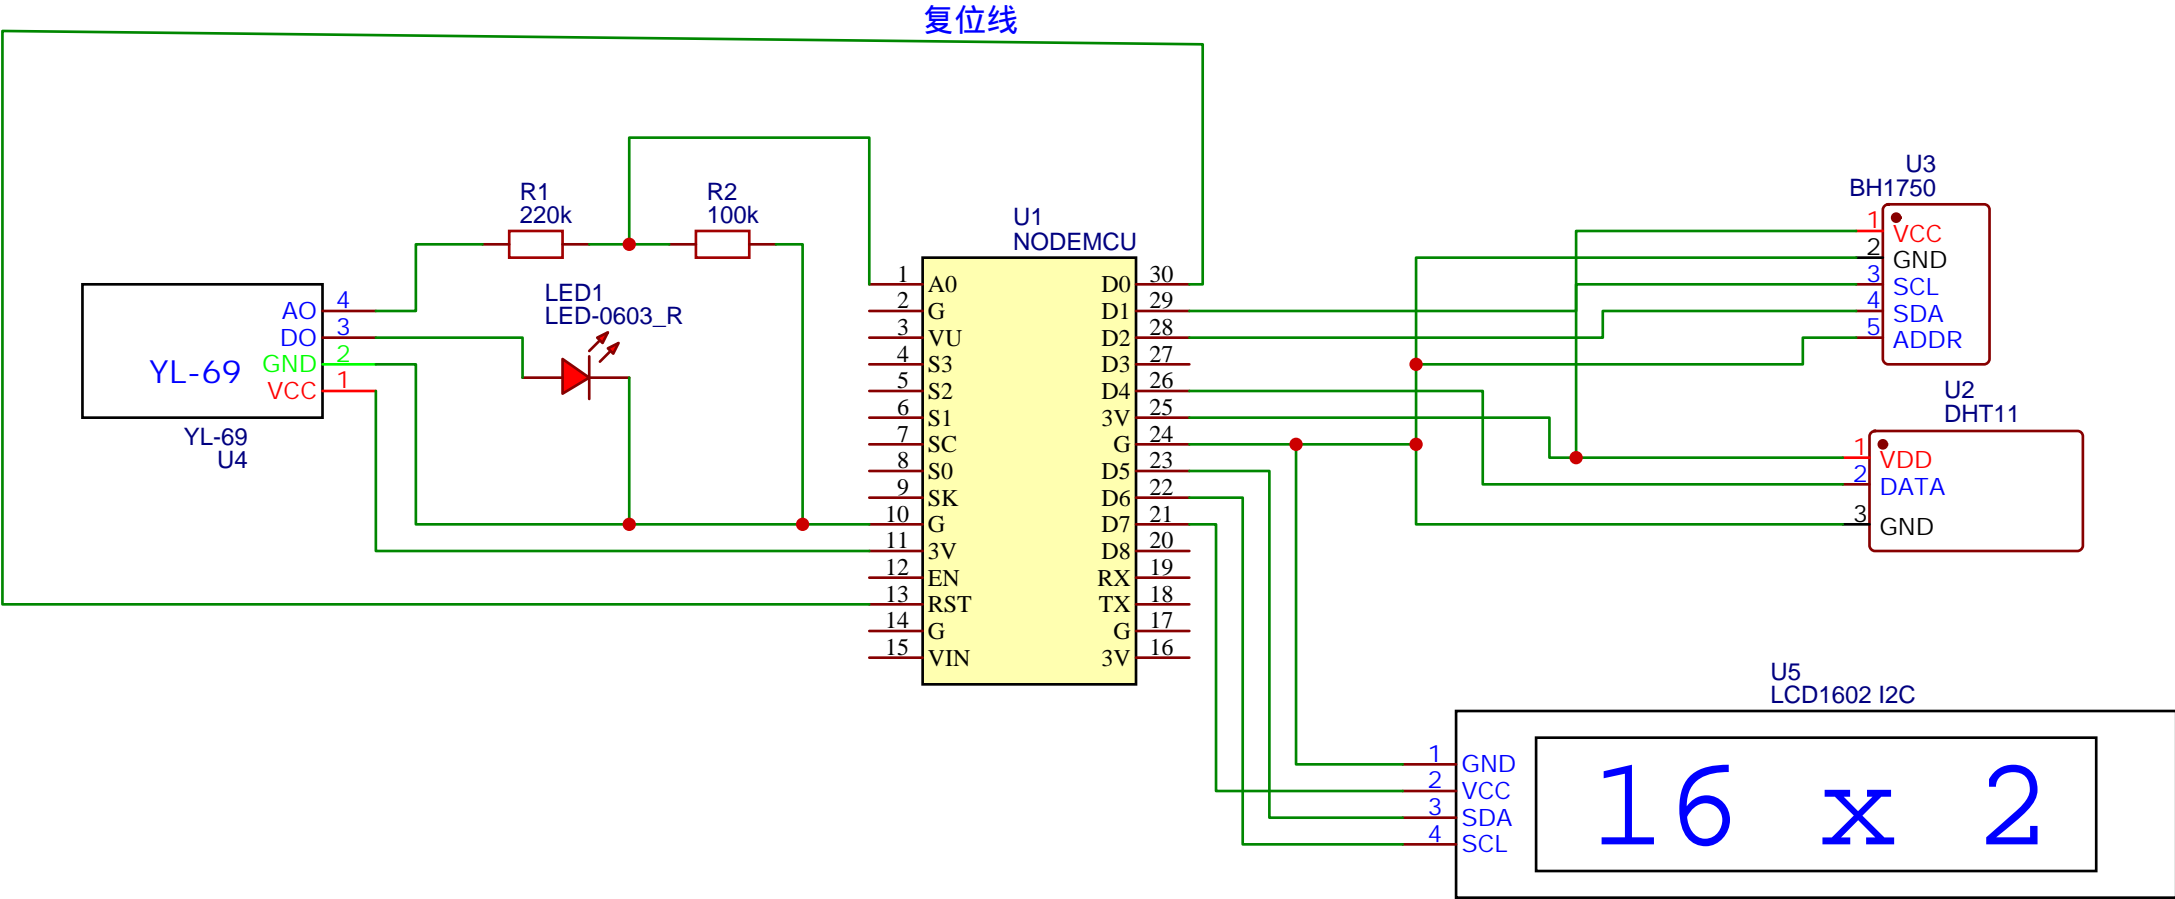 复位线
R1
220k
R2
100k
LED1
LED-0603_R
AO 4
DO 3
GND 2
VCC 1
YL-69
YL-69
U4
U1
NODEMCU
1 A0
2 G
3 VU
4 S3
5 S2
6 S1
7 SC
8 S0
9 SK
10 G
11 3V
12 EN
13 RST
14 G
15 VIN
D0 30
D1 29
D2 28
D3 27
D4 26
3V 25
G 24
D5 23
D6 22
D7 21
D8 20
RX 19
TX 18
G 17
3V 16
U3
BH1750
1 VCC
2 GND
3 SCL
4 SDA
5 ADDR
U2
DHT11
1 VDD
2 DATA
3 GND
U5
LCD1602 I2C
1 GND
2 VCC
3 SDA
4 SCL
16 x 2